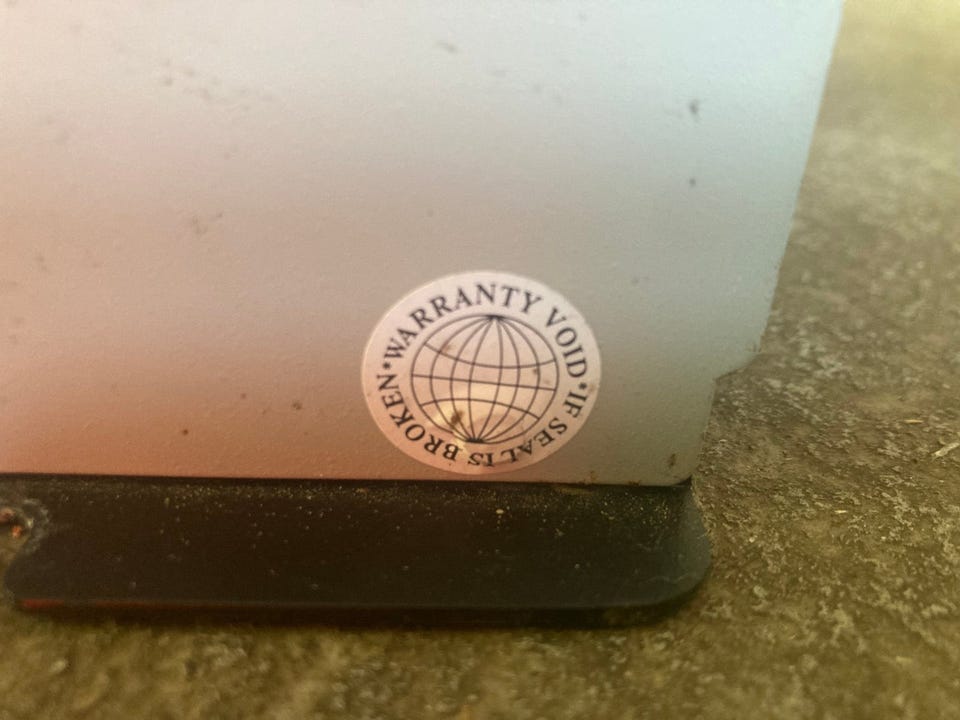 WARRANTY VOID • IF SEAL IS BROKEN •